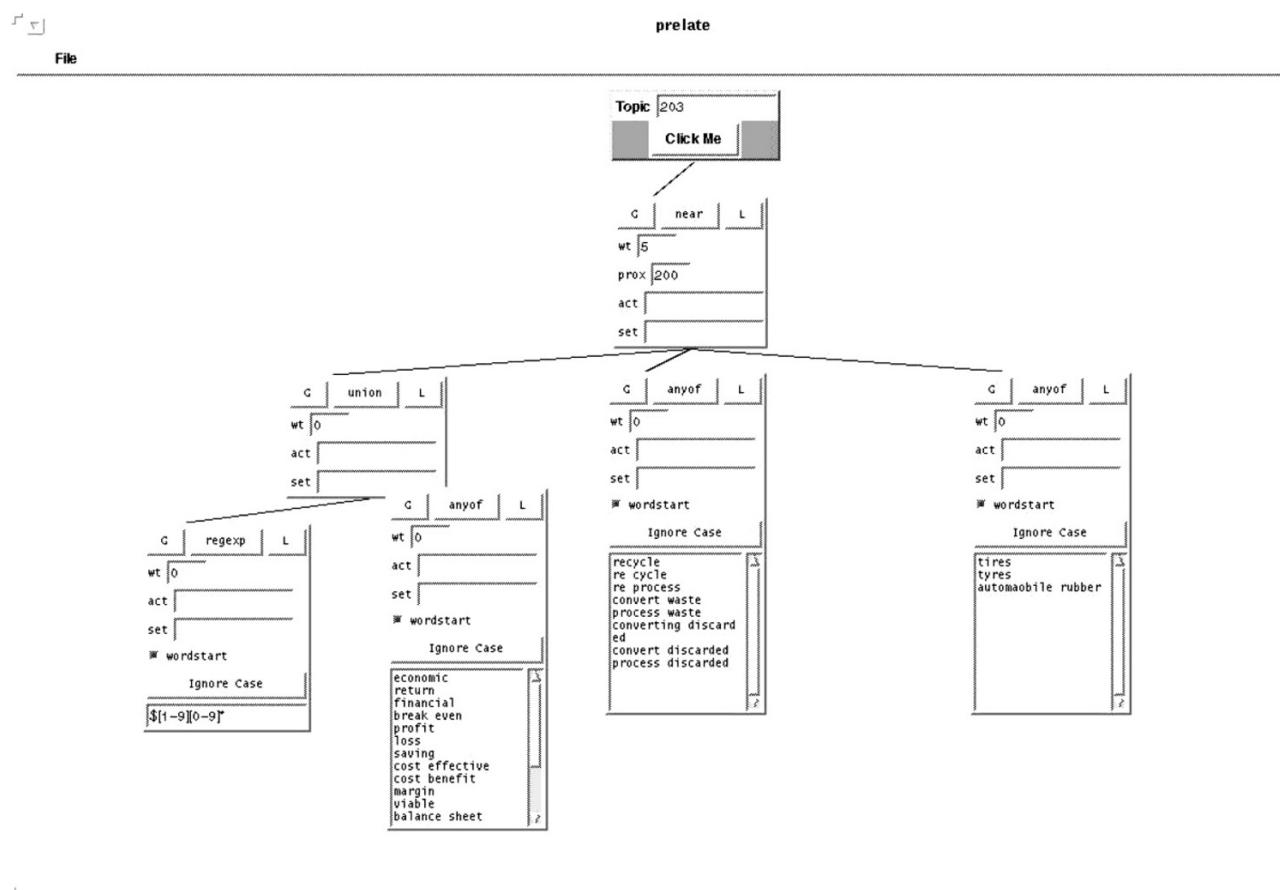 prelate
File
Topic 203
Click Me
G near L
wt 5
prox 200
act
set
G union L
wt 0
act
set
G regexp L
wt 0
act
set
wordstart
Ignore Case
$[1-9][0-9]*
G anyof L
wt 0
act
set
wordstart
Ignore Case
economic
return
financial
break even
profit
loss
saving
cost effective
cost benefit
margin
viable
balance sheet
G anyof L
wt 0
act
set
wordstart
Ignore Case
recycle
re cycle
re process
convert waste
process waste
converting discard
ed
convert discarded
process discarded
G anyof L
wt 0
act
set
wordstart
Ignore Case
tires
tyres
automaobile rubber